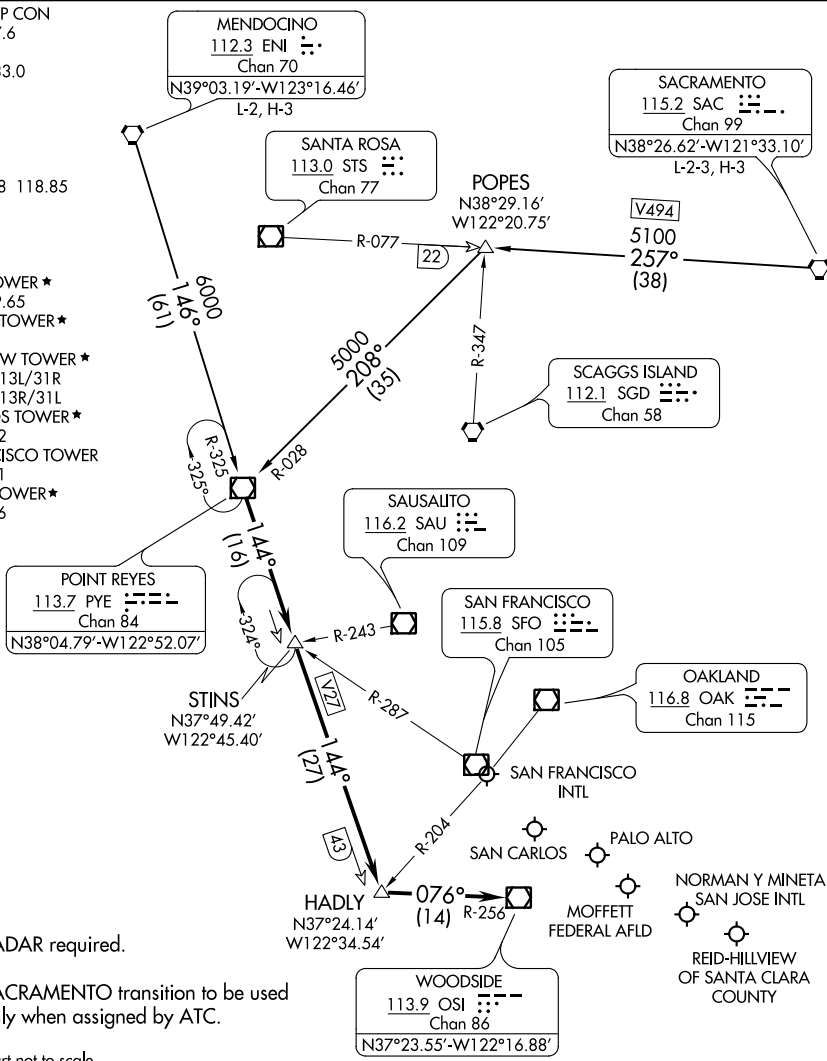 P CON
7.6
33.0
8 118.85
OWER ★
9.65
TOWER ★
W TOWER ★
13L/31R
13R/31L
OS TOWER ★
2
CISCO TOWER
1
OWER ★
6
MENDOCINO
112.3 ENI
Chan 70
N39°03.19'-W123°16.46'
L-2, H-3
SACRAMENTO
115.2 SAC
Chan 99
N38°26.62'-W121°33.10'
L-2-3, H-3
SANTA ROSA
113.0 STS
Chan 77
POPES
N38°29.16'
W122°20.75'
R-077
22
V494
5100
257°
(38)
6000
146°
(61)
5000
208°
(35)
R-347
SCAGGS ISLAND
112.1 SGD
Chan 58
R-325
325°
R-028
SAUSALITO
116.2 SAU
Chan 109
144°
(16)
POINT REYES
113.7 PYE
Chan 84
N38°04.79'-W122°52.07'
SAN FRANCISCO
115.8 SFO
Chan 105
R-243
324°
OAKLAND
116.8 OAK
Chan 115
STINS
N37°49.42'
W122°45.40'
V27
R-287
144°
(27)
SAN FRANCISCO
INTL
R-204
43
SAN CARLOS
PALO ALTO
HADLY
N37°24.14'
W122°34.54'
076°
(14)
R-256
MOFFETT
FEDERAL AFLD
NORMAN Y MINETA
SAN JOSE INTL
REID-HILLVIEW
OF SANTA CLARA
COUNTY
WOODSIDE
113.9 OSI
Chan 86
N37°23.55'-W122°16.88'
ADAR required.
ACRAMENTO transition to be used
ly when assigned by ATC.
art not to scale